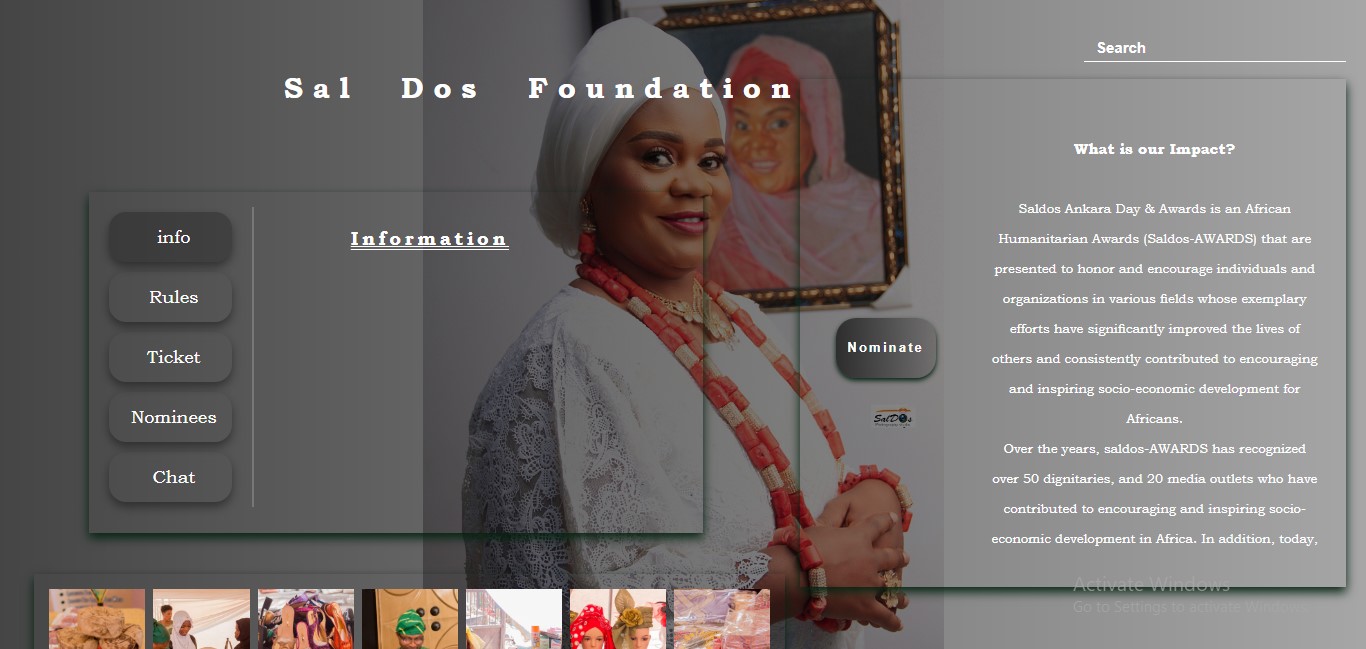 Search
Sal Dos Foundation
What is our Impact?
info
Rules
Ticket
Nominees
Chat
Information
Nominate
SalDOs
Saldos Ankara Day & Awards is an African
Humanitarian Awards (Saldos-AWARDS) that are
presented to honor and encourage individuals and
organizations in various fields whose exemplary
efforts have significantly improved the lives of
others and consistently contributed to encouraging
and inspiring socio-economic development for
Africans.
Over the years, saldos-AWARDS has recognized
over 50 dignitaries, and 20 media outlets who have
contributed to encouraging and inspiring socio-
economic development in Africa. In addition, today,
Activate Windows
Go to Settings to activate Windows.